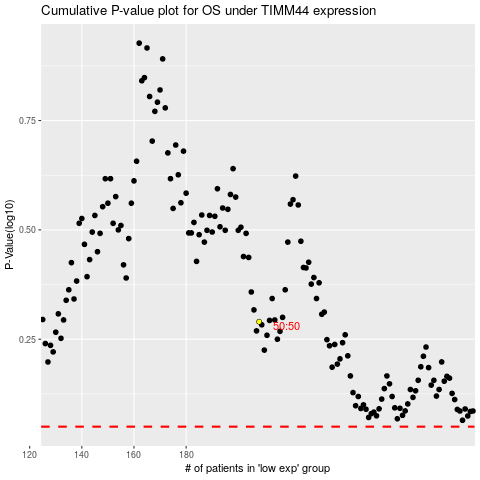 Cumulative P-value plot for OS under TIMM44 expression
P-Value(log10)
0.75
0.50
0.25
50:50
120 140 160 180
# of patients in 'low exp' group